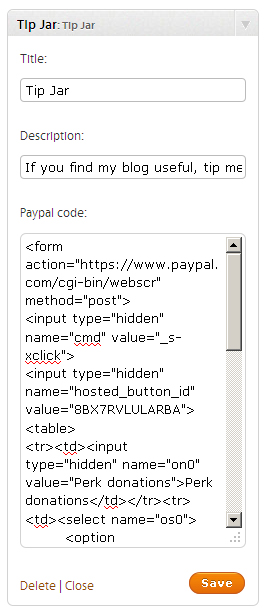 Tip Jar: Tip Jar
Title:
Tip Jar
Description:
If you find my blog useful, tip me
Paypal code:
<form
action="https://www.paypal.
com/cgi-bin/webscr"
method="post">
<input type="hidden"
name="cmd" value="_s-
xclick">
<input type="hidden"
name="hosted_button_id"
value="8BX7RVLULARBA">
<table>
<tr><td><input
type="hidden" name="on0"
value="Perk donations">Perk
donations</td></tr><tr>
<td><select name="os0">
<option
Delete | Close
Save